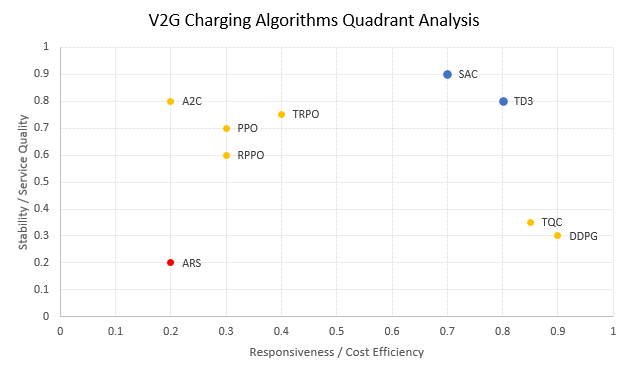 V2G Charging Algorithms Quadrant Analysis
1
0.9
0.8
0.7
0.6
0.5
0.4
0.3
0.2
0.1
0
Stability / Service Quality
SAC
A2C
TD3
TRPO
PPO
RPPO
TQC
DDPG
ARS
0 0.1 0.2 0.3 0.4 0.5 0.6 0.7 0.8 0.9 1
Responsiveness / Cost Efficiency